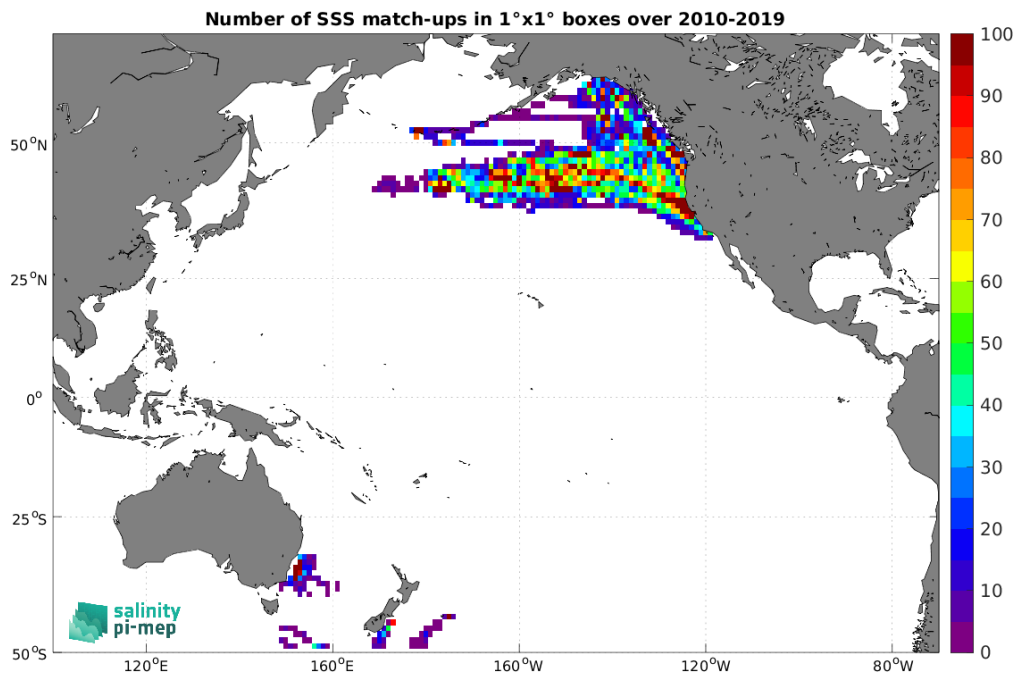 Number of SSS match-ups in 1°x1° boxes over 2010-2019
100
90
80
70
60
50
40
30
20
10
0
50°N
25°N
0°
25°S
50°S
120°E
160°E
160°W
120°W
80°W
salinity
pi-mep